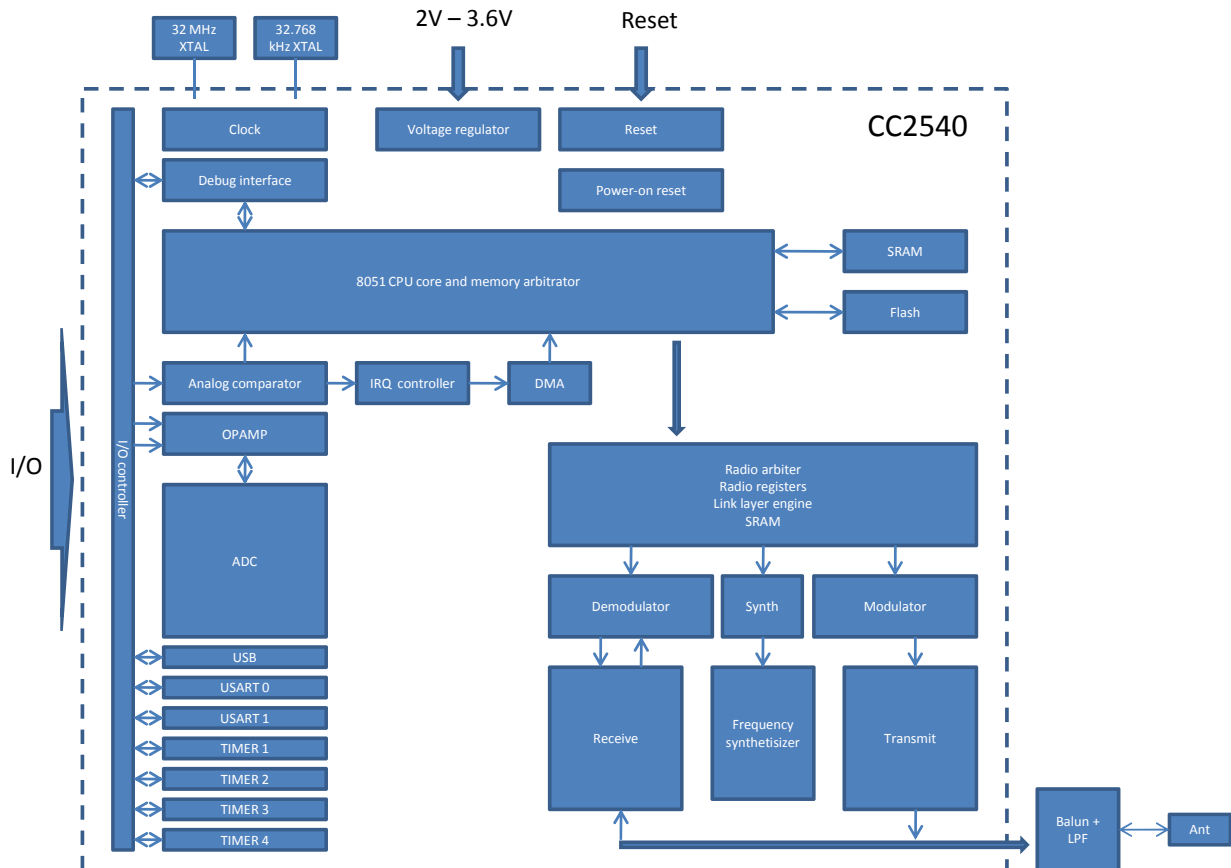 32 MHz
XTAL
32.768
kHz XTAL
2V – 3.6V
Reset
CC2540
Clock
Voltage regulator
Reset
Debug interface
Power-on reset
8051 CPU core and memory arbitrator
SRAM
Flash
Analog comparator
IRQ controller
DMA
OPAMP
I/O
I/O controller
ADC
Radio arbiter
Radio registers
Link layer engine
SRAM
Demodulator
Synth
Modulator
USB
USART 0
USART 1
TIMER 1
TIMER 2
TIMER 3
TIMER 4
Receive
Frequency
synthetisizer
Transmit
Balun +
LPF
Ant